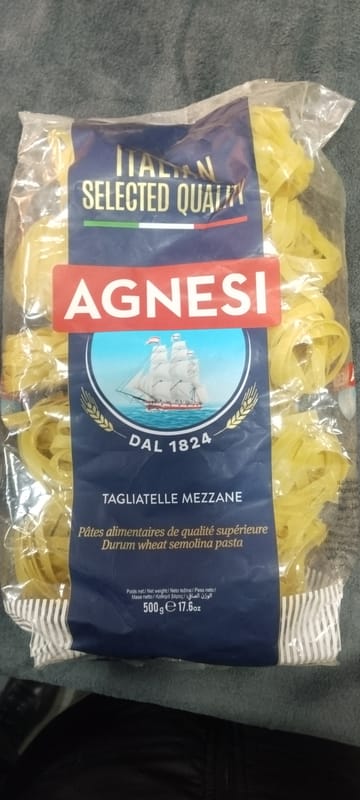 ITALIAN
SELECTED QUALITY
AGNESI
DAL 1824
TAGLIATELLE MEZZANE
Pâtes alimentaires de qualité supérieure
Durum wheat semolina pasta
500g ℮ 17.6oz